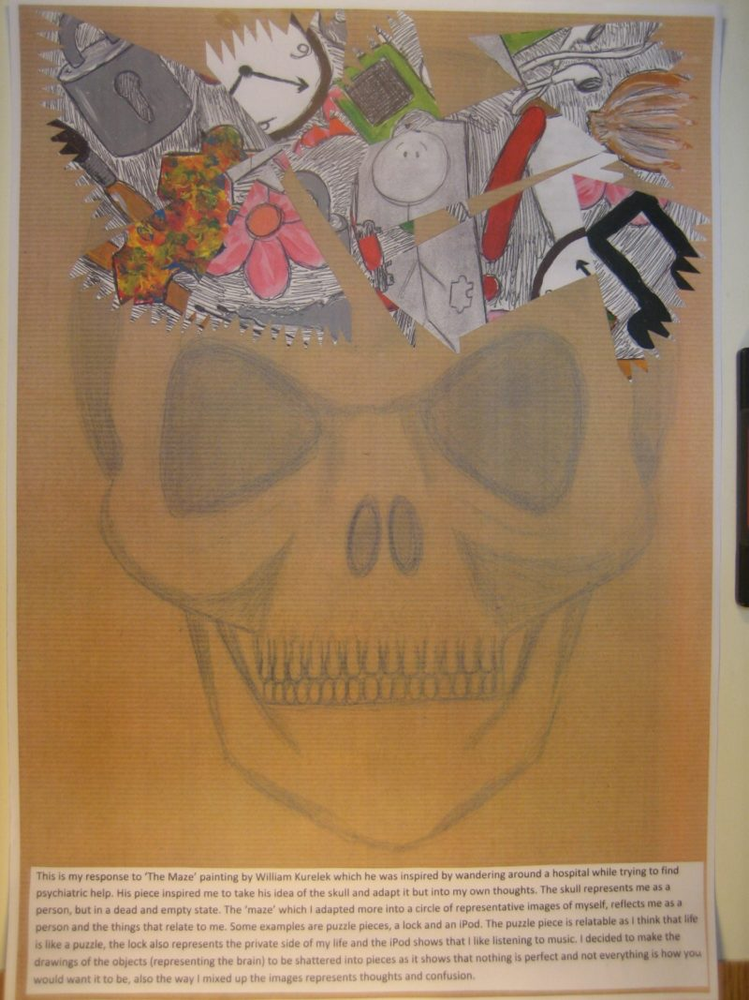 This is my response to 'The Maze' painting by William Kurelek which he was inspired by wandering around a hospital while trying to find
psychiatric help. His piece inspired me to take his idea of the skull and adapt it but into my own thoughts. The skull represents me as a
person, but in a dead and empty state. The 'maze' which I adapted more into a circle of representative images of myself, reflects me as a
person and the things that relate to me. Some examples are puzzle pieces, a lock and an iPod. The puzzle piece is relatable as I think that life
is like a puzzle, the lock also represents the private side of my life and the iPod shows that I like listening to music. I decided to make the
drawings of the objects (representing the brain) to be shattered into pieces as it shows that nothing is perfect and not everything is how you
would want it to be, also the way I mixed up the images represents thoughts and confusion.